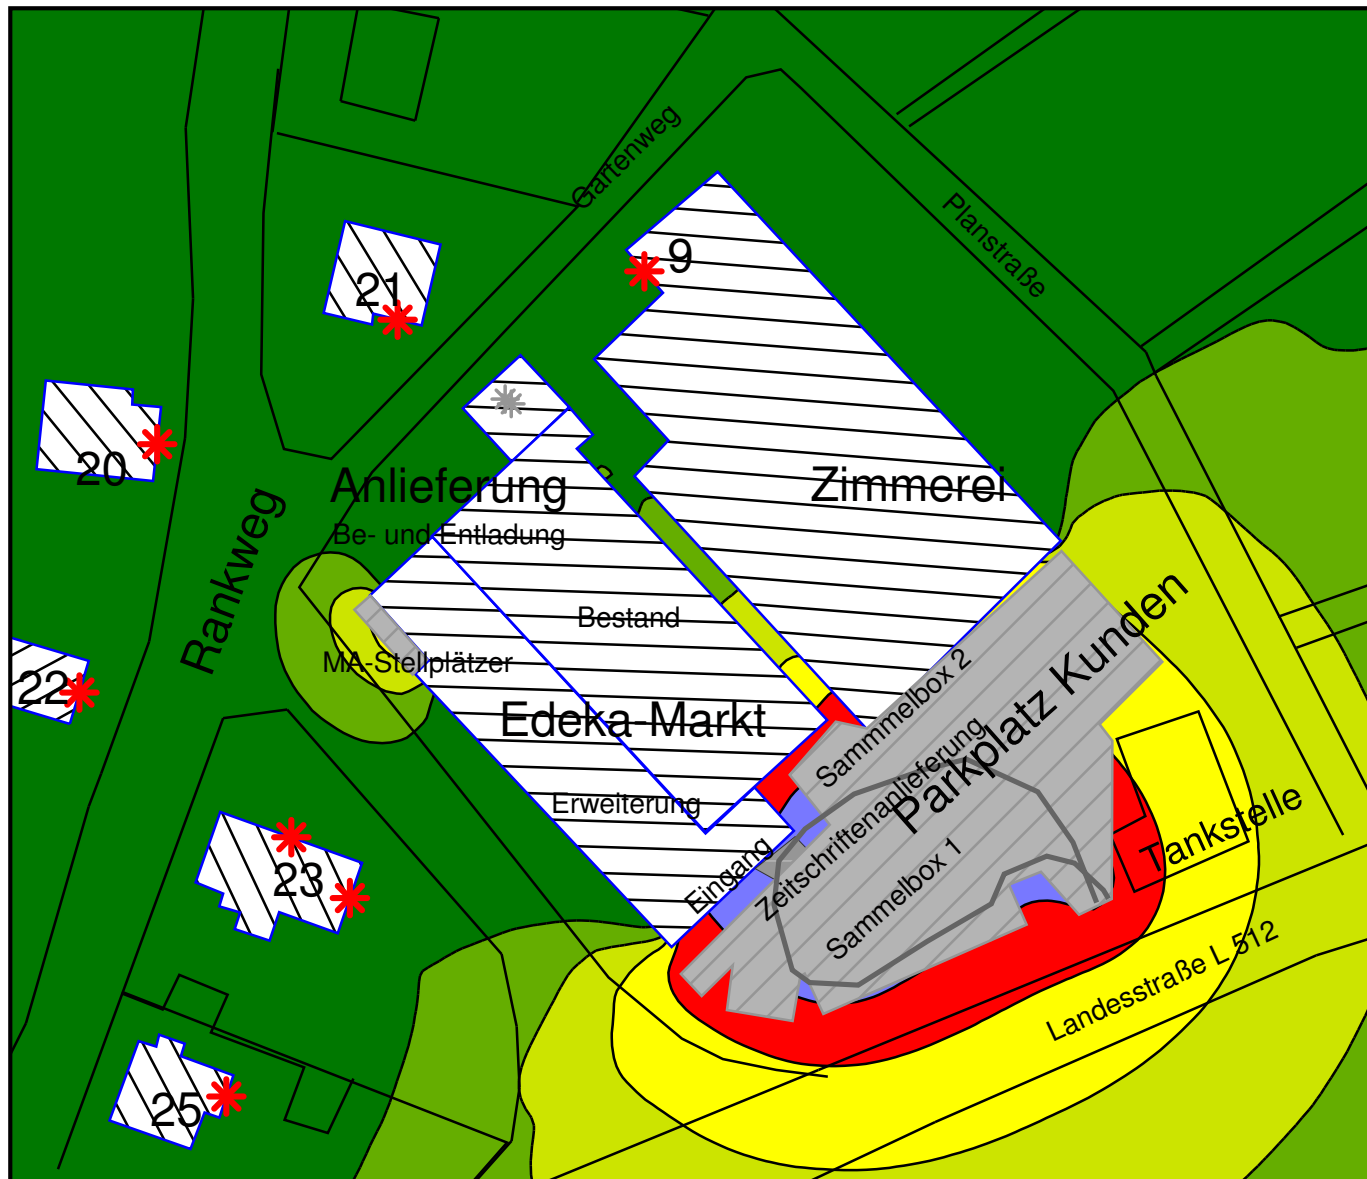 Gartenweg
9
Planstraße
21
20
Anlieferung
Zimmerei
Be- und Entladung
Rankweg
Bestand
MA-Stellplätzer
22
Edeka-Markt
Sammmelbox 2
Parkplatz Kunden
Zeitschriftenanlieferung
Erweiterung
Tankstelle
Eingang
Sammelbox 1
23
Landesstraße L 512
25